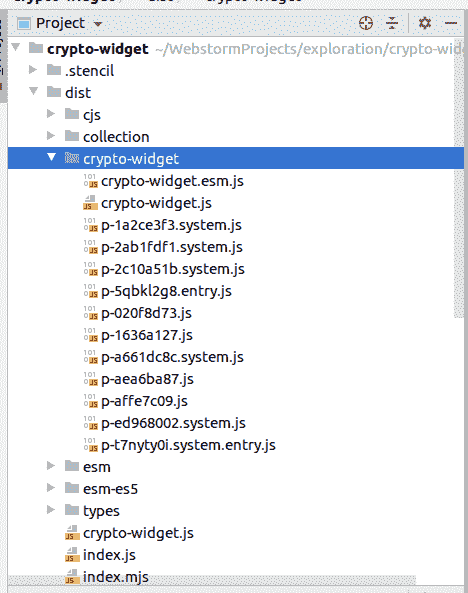 Project
crypto-widget ~/WebstormProjects/exploration/crypto-wid
.stencil
dist
cjs
collection
crypto-widget
crypto-widget.esm.js
crypto-widget.js
p-1a2ce3f3.system.js
p-2ab1fdf1.system.js
p-2c10a51b.system.js
p-5qbkl2g8.entry.js
p-020f8d73.js
p-1636a127.js
p-a661dc8c.system.js
p-aea6ba87.js
p-affe7c09.js
p-ed968002.system.js
p-t7nyty0i.system.entry.js
esm
esm-es5
types
crypto-widget.js
index.js
index.mjs